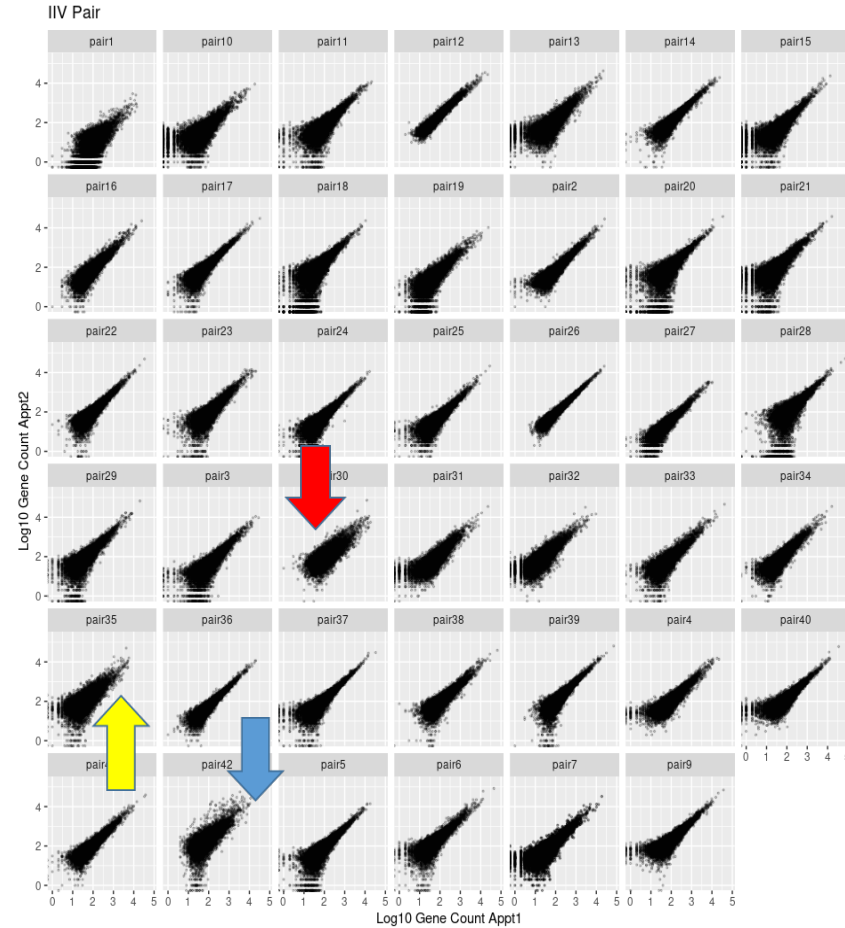 IIV Pair
pair1 pair10 pair11 pair12 pair13 pair14 pair15
4
2
0
pair16 pair17 pair18 pair19 pair2 pair20 pair21
4
2
0
pair22 pair23 pair24 pair25 pair26 pair27 pair28
4
2
0
pair29 pair3 30 pair31 pair32 pair33 pair34
4
2
0
pair35 pair36 pair37 pair38 pair39 pair4 pair40
4
2
0
0 1 2 3 4
pair42 pair5 pair6 pair7 pair9
4
2
0
0 1 2 3 4 5 0 1 2 3 4 5 0 1 2 3 4 5 0 1 2 3 4 5 0 1 2 3 4 5 0 1 2 3 4 5
Log10 Gene Count Appt1
Log10 Gene Count Appt2